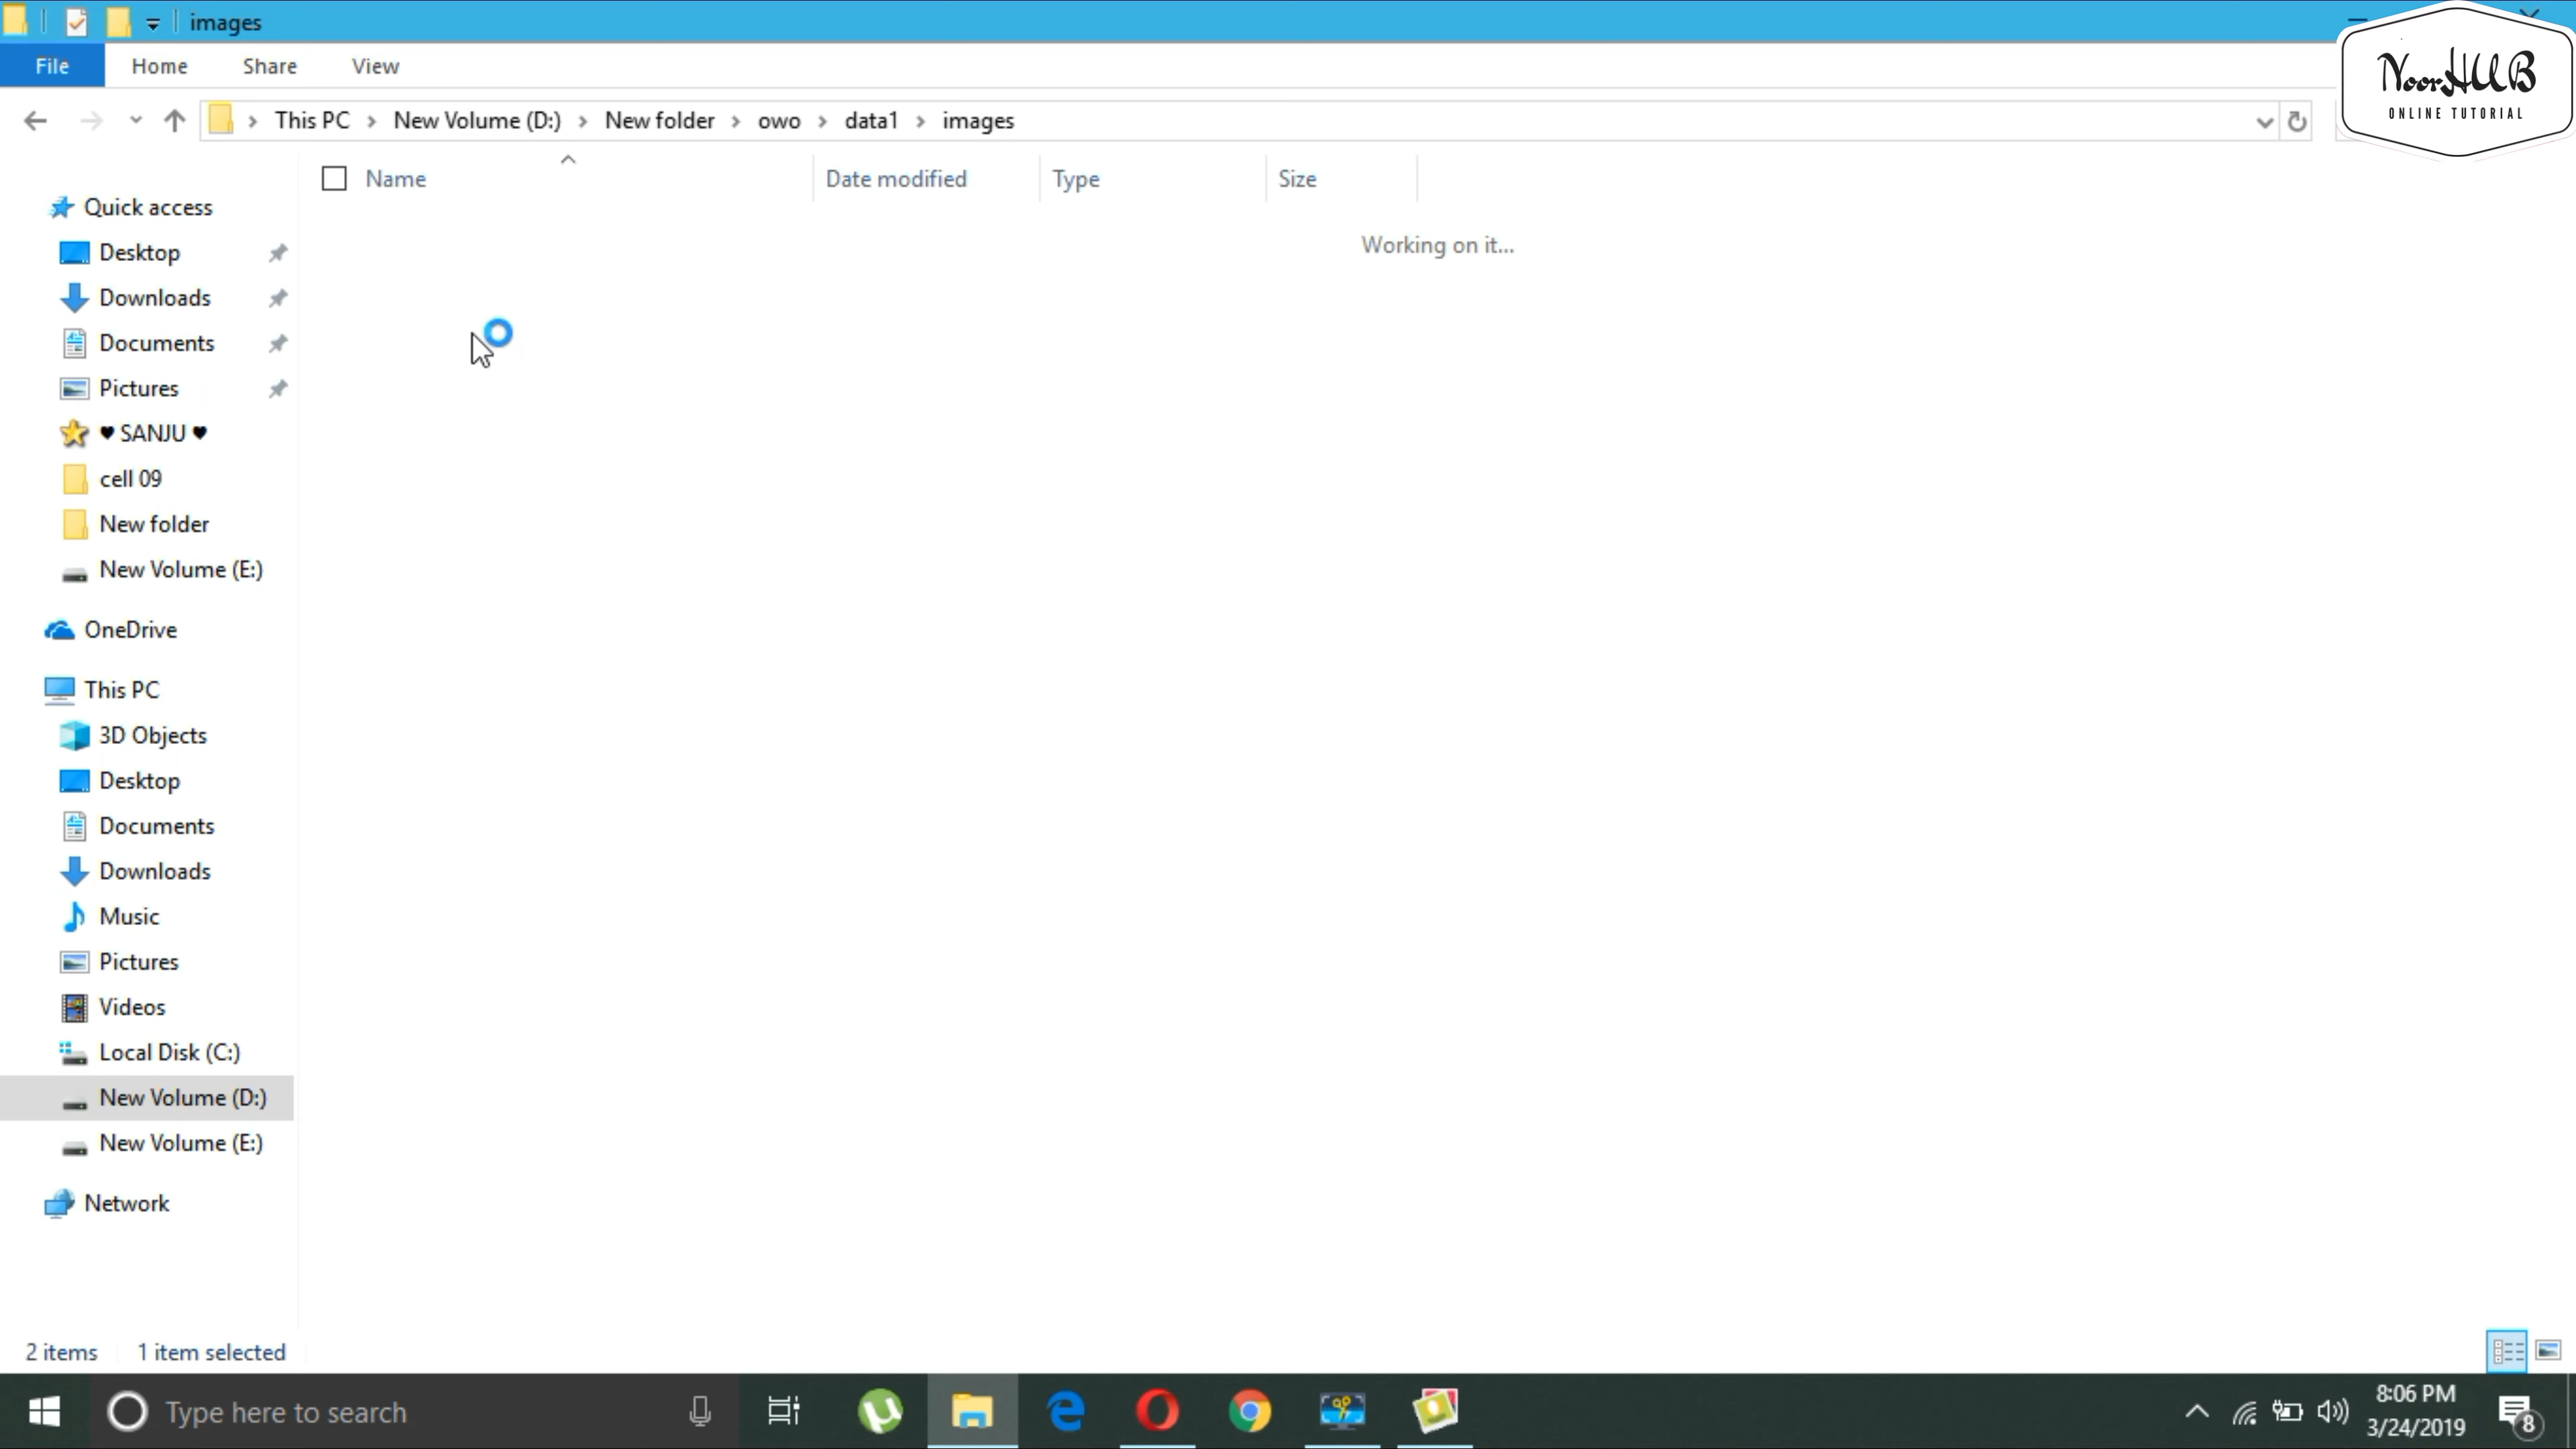 images
File Home Share View
NoorHUB
ONLINE TUTORIAL
This PC > New Volume (D:) > New folder > owo > data1 > images
Name Date modified Type Size
Working on it...
Quick access
Desktop
Downloads
Documents
Pictures
♥ SANJU ♥
cell 09
New folder
New Volume (E:)
OneDrive
This PC
3D Objects
Desktop
Documents
Downloads
Music
Pictures
Videos
Local Disk (C:)
New Volume (D:)
New Volume (E:)
Network
2 items 1 item selected
Type here to search
8:06 PM
3/24/2019
8